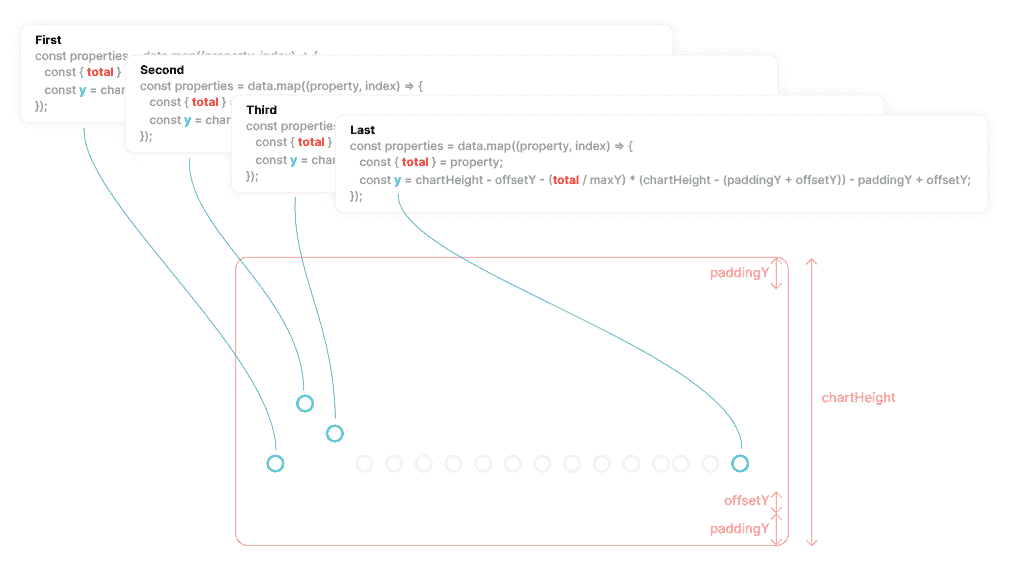 First
const properties = data.map((property, index) => {
const { total }
const y = char
});
Second
const properties = data.map((property, index) => {
const { total }
const y = char
});
Third
const properties
const { total }
const y = cha
});
Last
const properties = data.map((property, index) => {
const { total } = property;
const y = chartHeight - offsetY - (total / maxY) * (chartHeight - (paddingY + offsetY)) - paddingY + offsetY;
});
paddingY
chartHeight
offsetY
paddingY